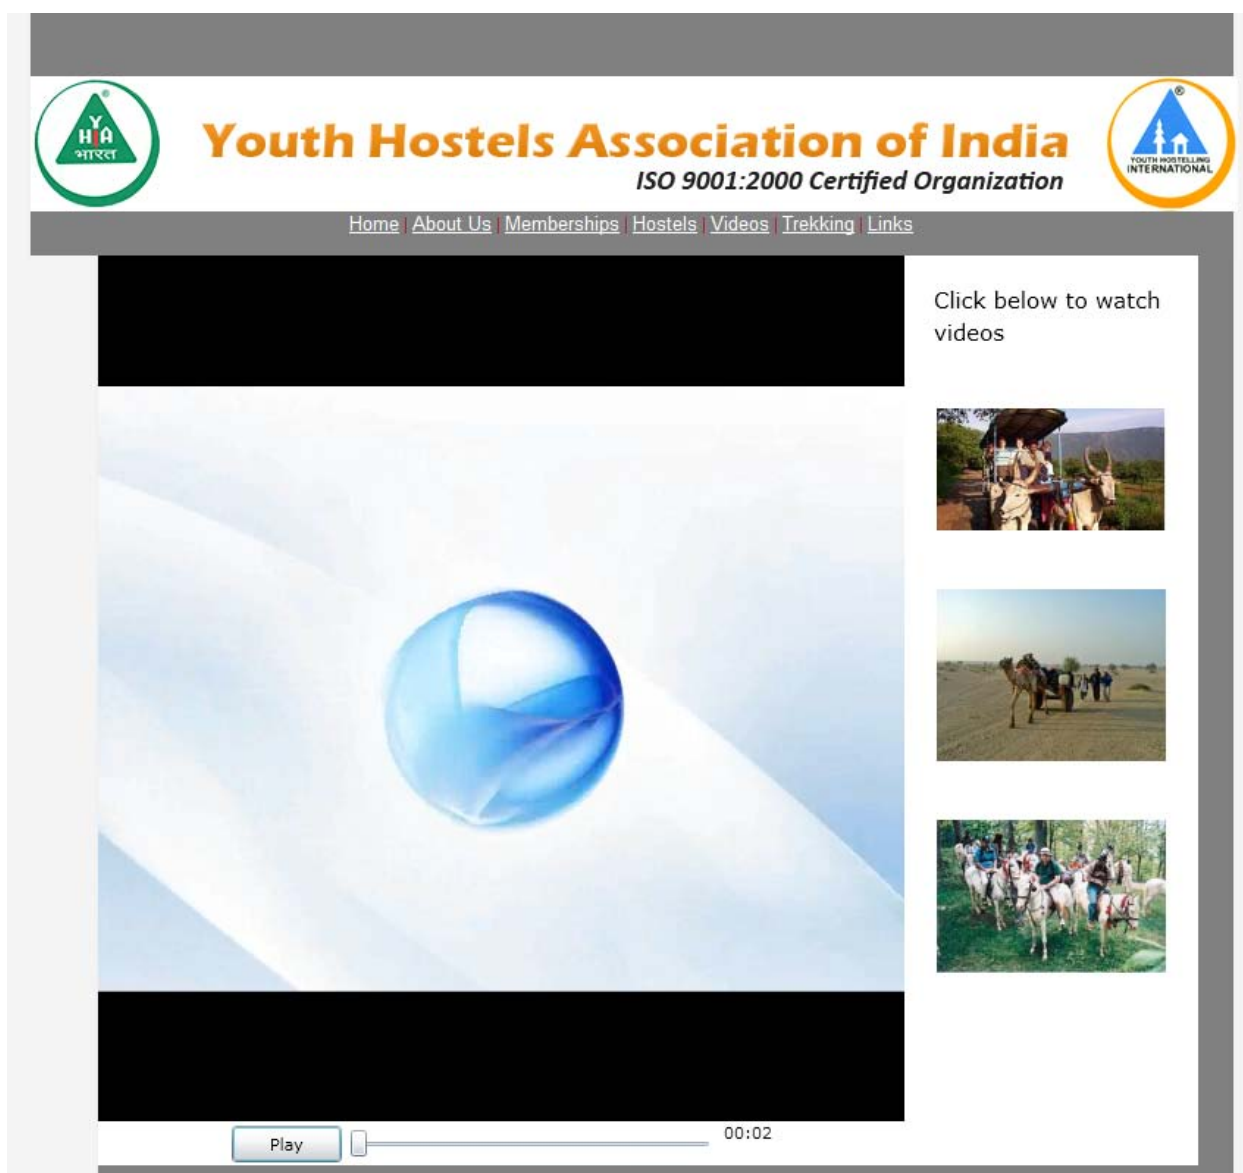 YHA
भारत
®
Youth Hostels Association of India
ISO 9001:2000 Certified Organization
®
YOUTH HOSTELLING
INTERNATIONAL
Home | About Us | Memberships | Hostels | Videos | Trekking | Links
Click below to watch
videos
Play
00:02